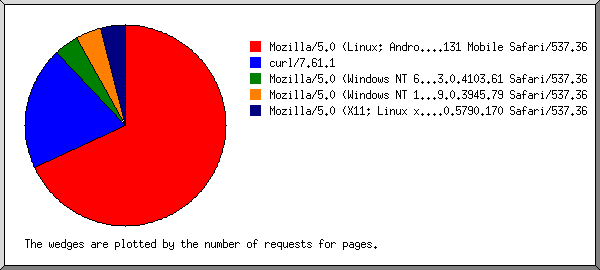 Mozilla/5.0 (Linux; Andro....131 Mobile Safari/537.36
curl/7.61.1
Mozilla/5.0 (Windows NT 6...3.0.4103.61 Safari/537.36
Mozilla/5.0 (Windows NT 1...9.0.3945.79 Safari/537.36
Mozilla/5.0 (X11; Linux x....0.5790.170 Safari/537.36
The wedges are plotted by the number of requests for pages.